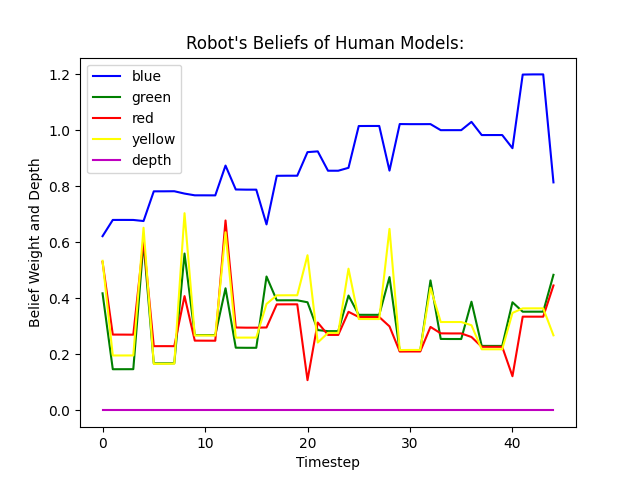 Robot's Beliefs of Human Models:
blue
green
red
yellow
depth
Belief Weight and Depth
1.2
1.0
0.8
0.6
0.4
0.2
0.0
0 10 20 30 40
Timestep